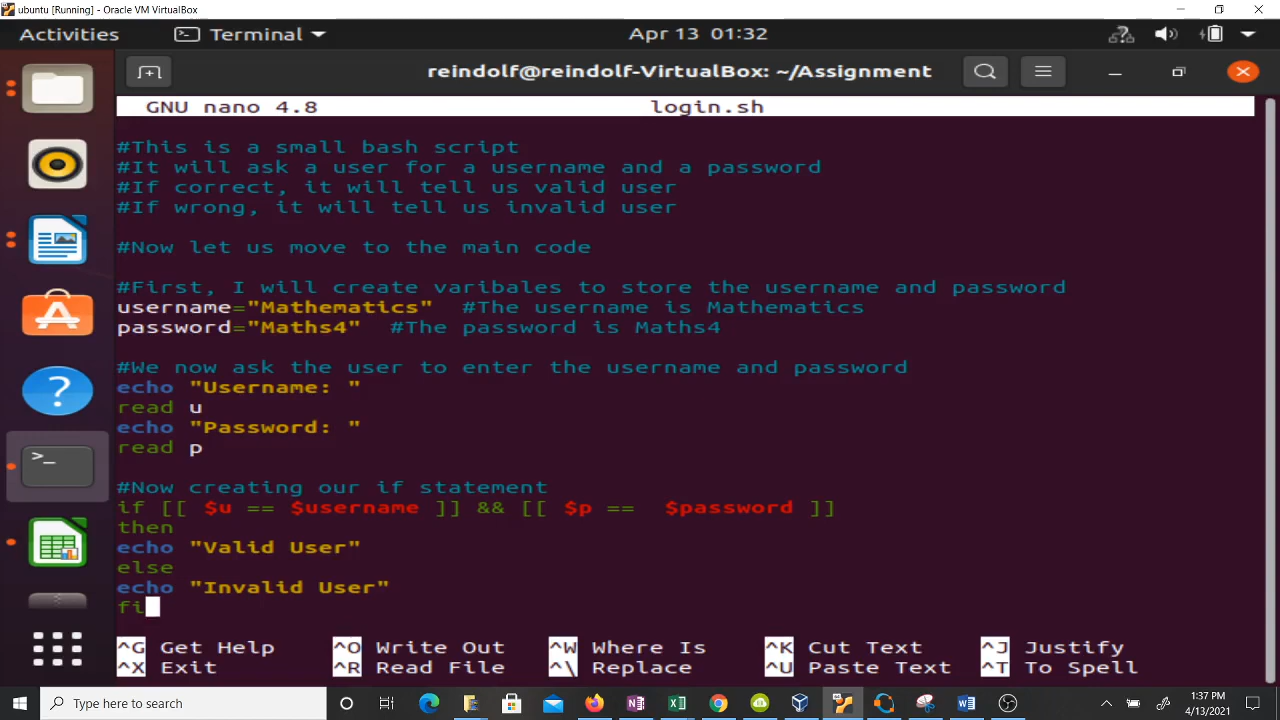 ubuntu [Running] - Oracle VM VirtualBox
Activities Terminal Apr 13 01:32
reindolf@reindolf-VirtualBox: ~/Assignment
GNU nano 4.8 login.sh
#This is a small bash script
#It will ask a user for a username and a password
#If correct, it will tell us valid user
#If wrong, it will tell us invalid user
#Now let us move to the main code
#First, I will create varibales to store the username and password
username="Mathematics" #The username is Mathematics
password="Maths4" #The password is Maths4
#We now ask the user to enter the username and password
echo "Username: "
read u
echo "Password: "
read p
#Now creating our if statement
if [[ $u == $username ]] && [[ $p == $password ]]
then
echo "Valid User"
else
echo "Invalid User"
fi
^G Get Help ^O Write Out ^W Where Is ^K Cut Text ^J Justify
^X Exit ^R Read File ^\ Replace ^U Paste Text ^T To Spell
Type here to search 1:37 PM
4/13/2021